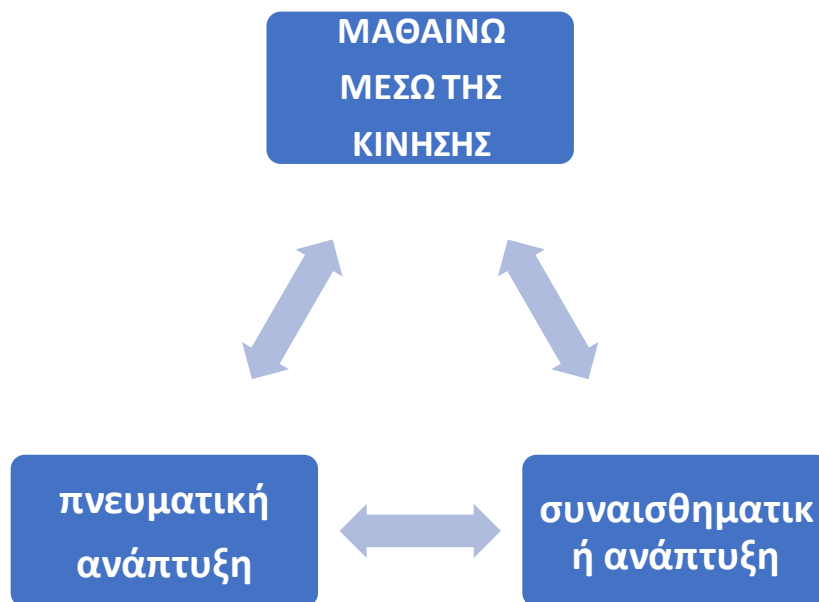 ΜΑΘΑΙΝΩ
ΜΕΣΩ ΤΗΣ
ΚΙΝΗΣΗΣ
πνευματική
ανάπτυξη
συναισθηματικ
ή ανάπτυξη